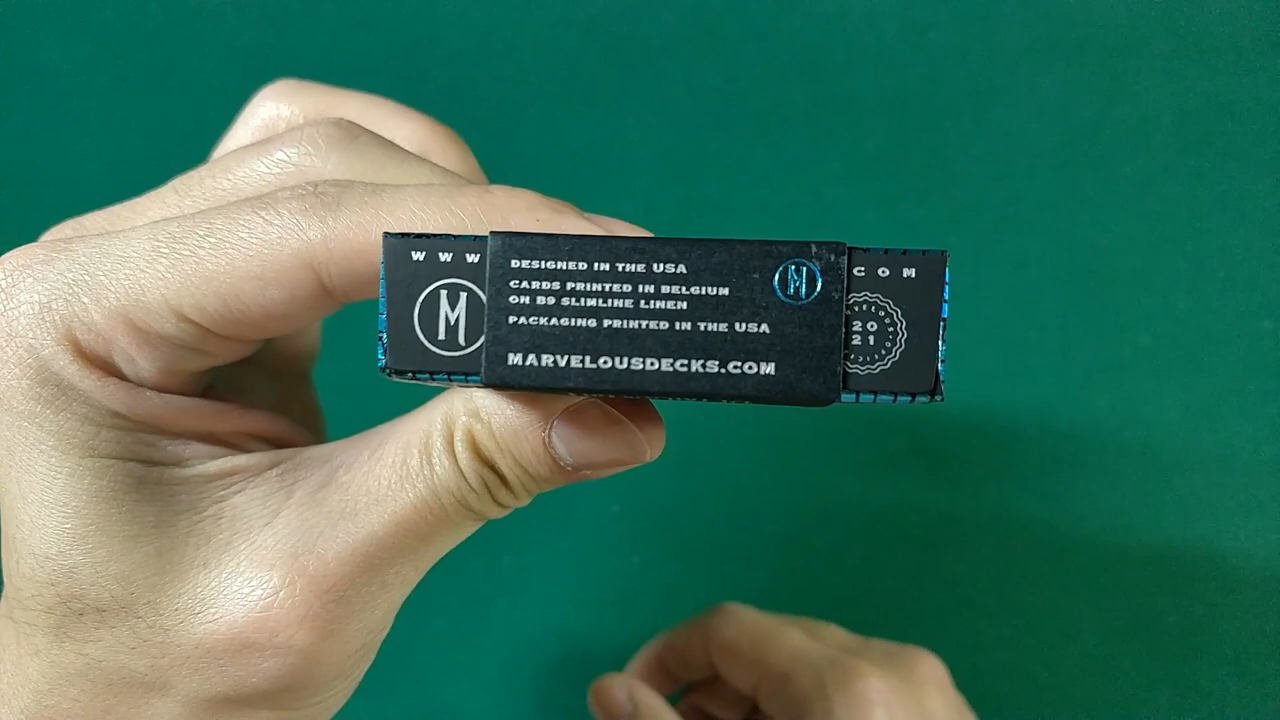 WWW
M
DESIGNED IN THE USA
CARDS PRINTED IN BELGIUM
ON B9 SLIMLINE LINEN
PACKAGING PRINTED IN THE USA
MARVELOUSDECKS.COM
M
COM
20
21